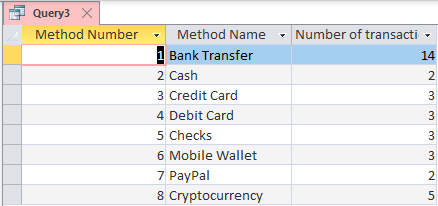 Query3
Method Number Method Name Number of transacti
1 Bank Transfer 14
2 Cash 2
3 Credit Card 3
4 Debit Card 3
5 Checks 3
6 Mobile Wallet 3
7 PayPal 2
8 Cryptocurrency 5